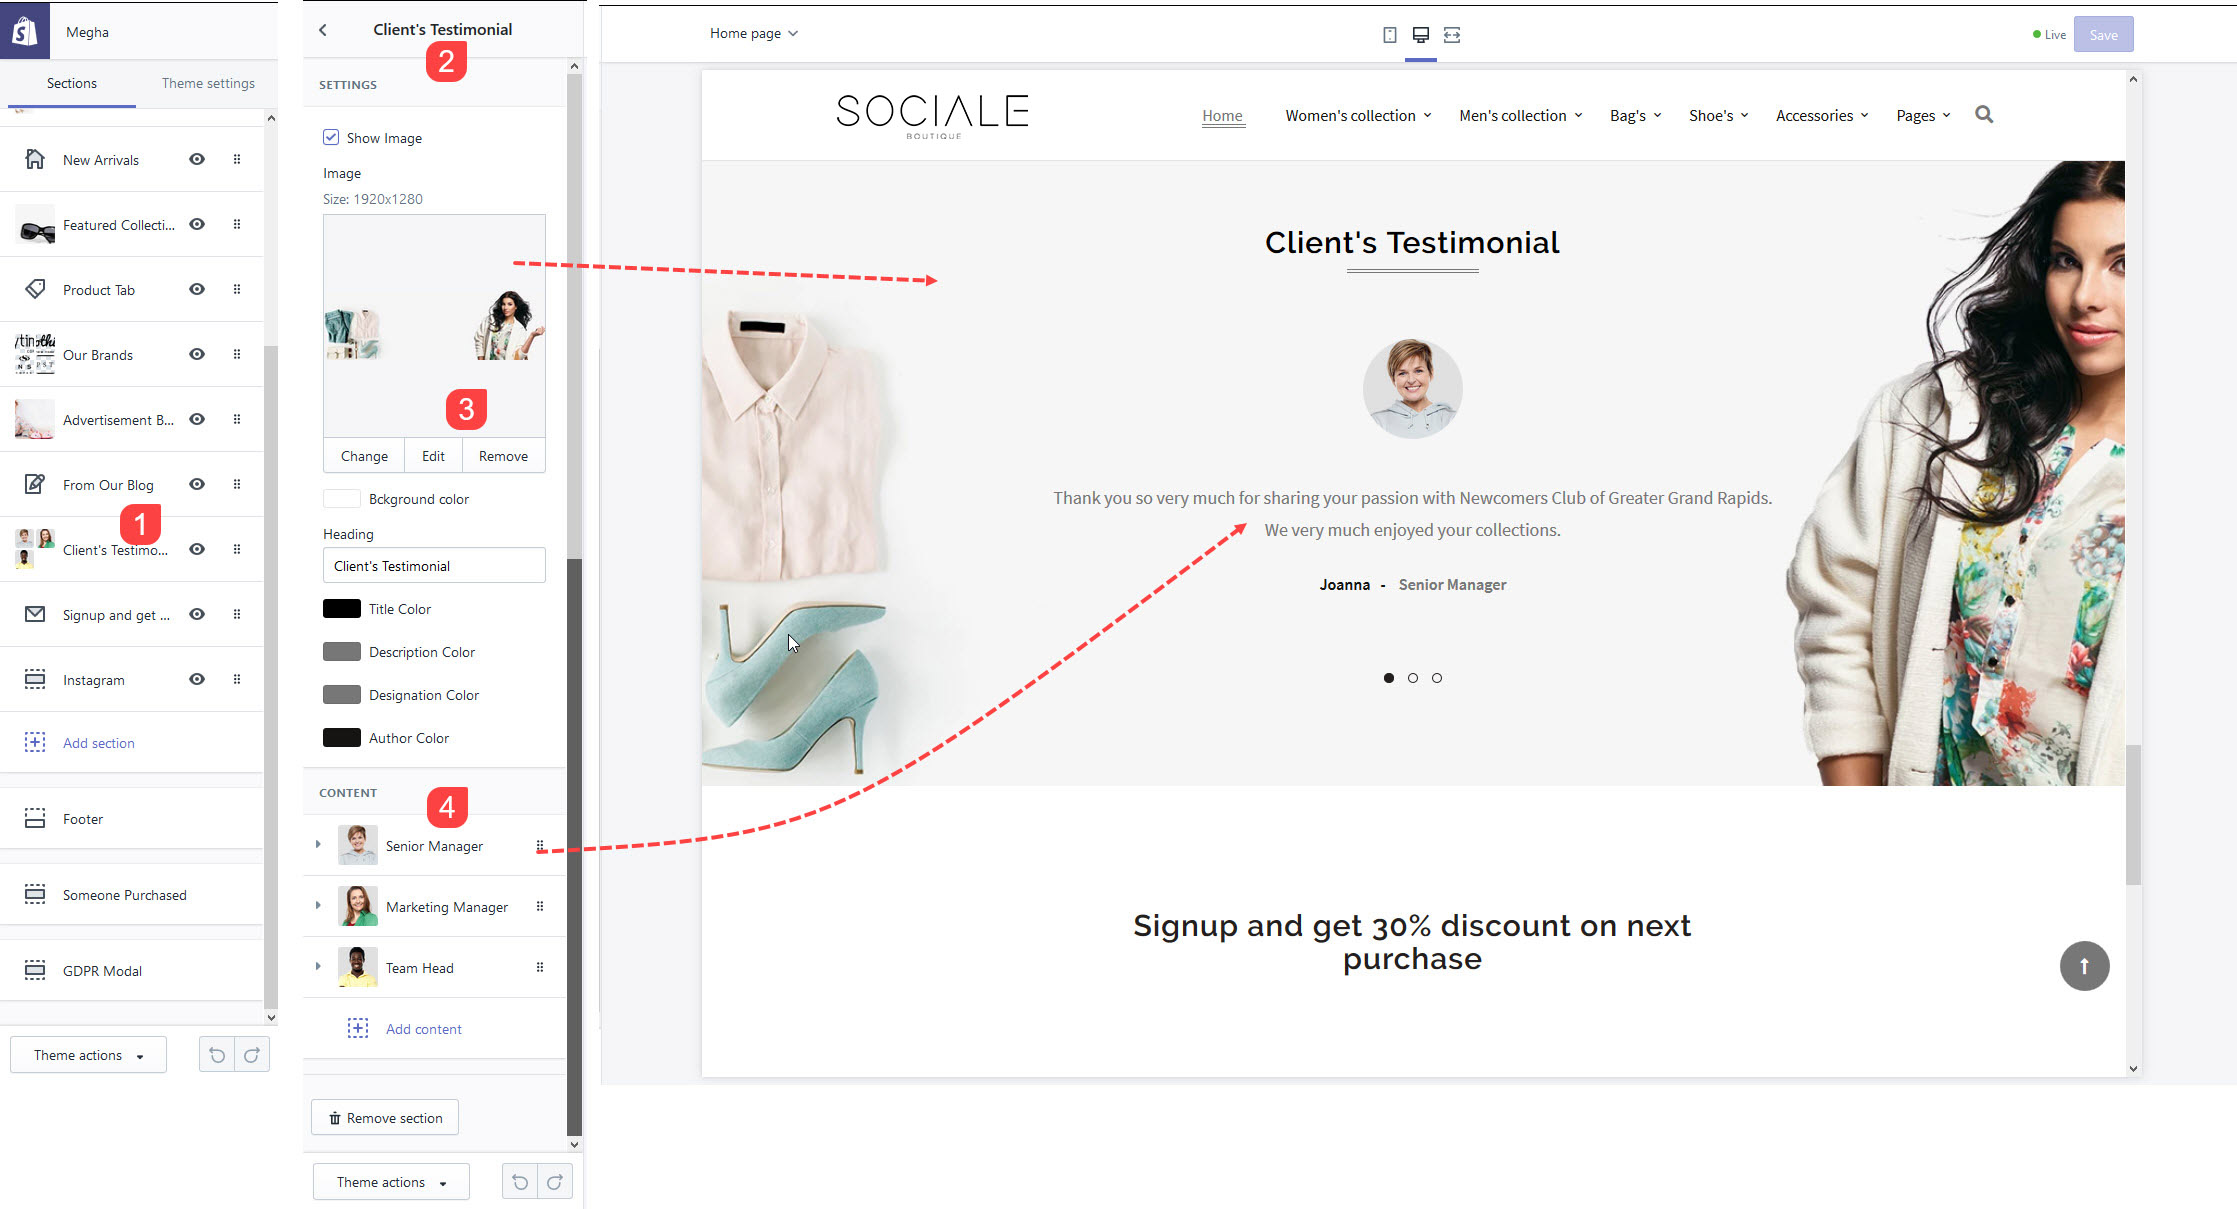 Megha
Sections
Theme settings
New Arrivals
Featured Collecti...
Product Tab
Our Brands
Advertisement B...
From Our Blog
1
Client's Testimo...
Signup and get ...
Instagram
Add section
Footer
Someone Purchased
GDPR Modal
Theme actions
Client's Testimonial
2
SETTINGS
Show Image
Image
Size: 1920x1280
3
Change
Edit
Remove
Bckground color
Heading
Client's Testimonial
Title Color
Description Color
Designation Color
Author Color
CONTENT
4
Senior Manager
Marketing Manager
Team Head
Add content
Remove section
Theme actions
Home page
Live
Save
SOCIALE
BOUTIQUE
Home
Women's collection
Men's collection
Bag's
Shoe's
Accessories
Pages
Client's Testimonial
Thank you so very much for sharing your passion with Newcomers Club of Greater Grand Rapids.
We very much enjoyed your collections.
Joanna - Senior Manager
Signup and get 30% discount on next
purchase